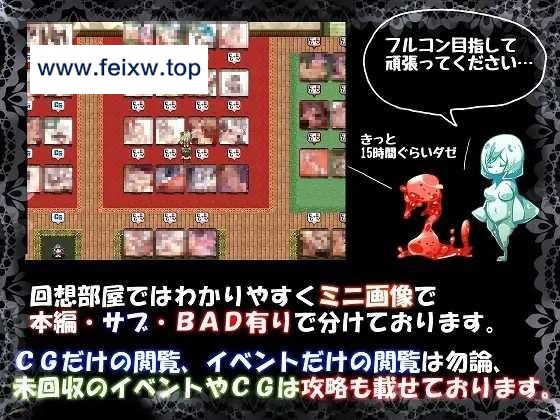 www.feixw.top
フルコン目指して
頑張ってください…
きっと
15時間ぐらいダゼ
回想部屋ではわかりやすくミニ画像で
本編・サブ・ＢＡＤ有りで分けております。
ＣＧだけの閲覧、イベントだけの閲覧は勿論、
未回収のイベントやＣＧは攻略も載せております。